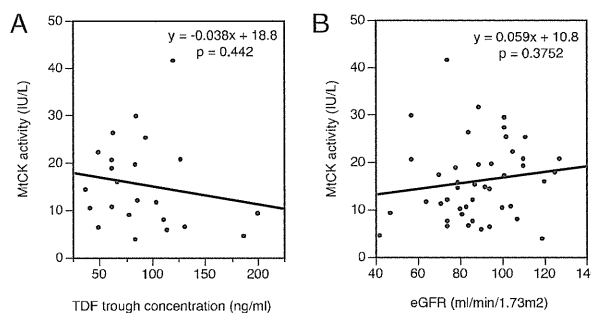 A
y = -0.038x + 18.8
p = 0.442
MtCK activity (IU/L)
50
40
30
20
10
0
50 100 150 200
TDF trough concentration (ng/ml)
B
y = 0.059x + 10.8
p = 0.3752
MtCK activity (IU/L)
50
40
30
20
10
0
40 60 80 100 120 14
eGFR (ml/min/1.73m2)